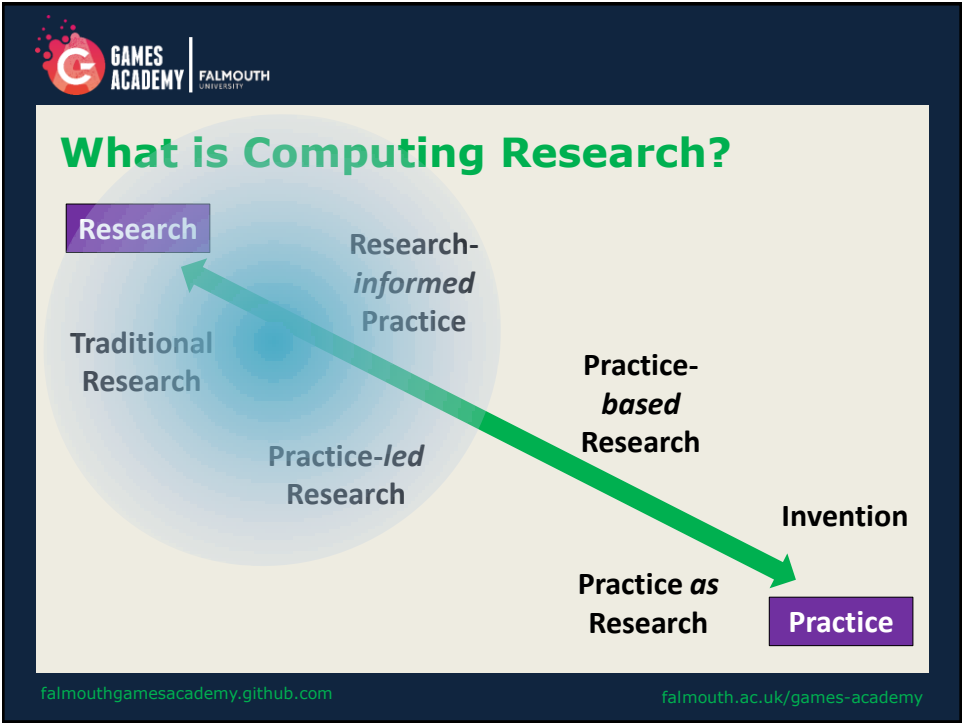 GAMES
ACADEMY
FALMOUTH
UNIVERSITY
What is Computing Research?
Research
Research-
informed
Practice
Traditional
Research
Practice-
based
Research
Practice-led
Research
Invention
Practice as
Research
Practice
falmouthgamesacademy.github.com
falmouth.ac.uk/games-academy